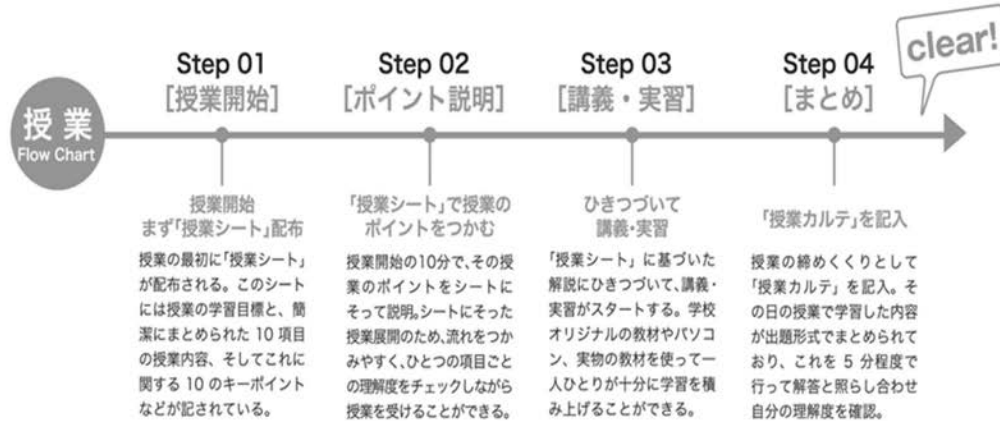 授業
Flow Chart
Step 01
[授業開始]
授業開始
まず「授業シート」配布
授業の最初に「授業シート」
が配布される。このシート
には授業の学習目標と、簡
潔にまとめられた 10 項目
の授業内容、そしてこれに
関する 10 のキーポイント
などが記されている。
Step 02
[ポイント説明]
「授業シート」で授業の
ポイントをつかむ
授業開始の10分で、その授
業のポイントをシートに
そって説明。シートにそった
授業展開のため、流れをつか
みやすく、ひとつの項目ごと
の理解度をチェックしながら
授業を受けることができる。
Step 03
[講義・実習]
ひきつづいて
講義・実習
「授業シート」に基づいた
解説にひきつづいて、講義・
実習がスタートする。学校
オリジナルの教材やパソコ
ン、実物の教材を使って一
人ひとりが十分に学習を積
み上げることができる。
Step 04
[まとめ]
「授業カルテ」を記入
授業の締めくくりとして
「授業カルテ」を記入。そ
の日の授業で学習した内容
が出題形式でまとめられて
おり、これを 5 分程度で
行って解答と照らし合わせ
自分の理解度を確認。
clear!